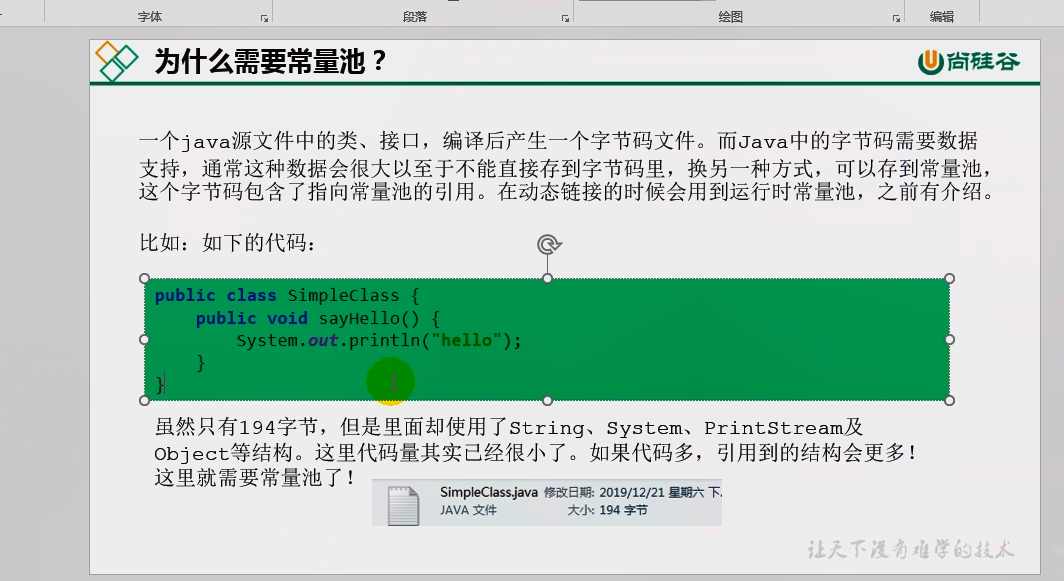 字体 段落 绘图 编辑
为什么需要常量池？
尚硅谷
一个java源文件中的类、接口，编译后产生一个字节码文件。而Java中的字节码需要数据
支持，通常这种数据会很大以至于不能直接存到字节码里，换另一种方式，可以存到常量池，
这个字节码包含了指向常量池的引用。在动态链接的时候会用到运行时常量池，之前有介绍。
比如：如下的代码：
public class SimpleClass {
    public void sayHello() {
        System.out.println("hello");
    }
}
虽然只有194字节，但是里面却使用了String、System、PrintStream及
Object等结构。这里代码量其实已经很小了。如果代码多，引用到的结构会更多！
这里就需要常量池了！
SimpleClass.java 修改日期: 2019/12/21 星期六 下.
JAVA 文件 大小: 194 字节
让天下没有难学的技术